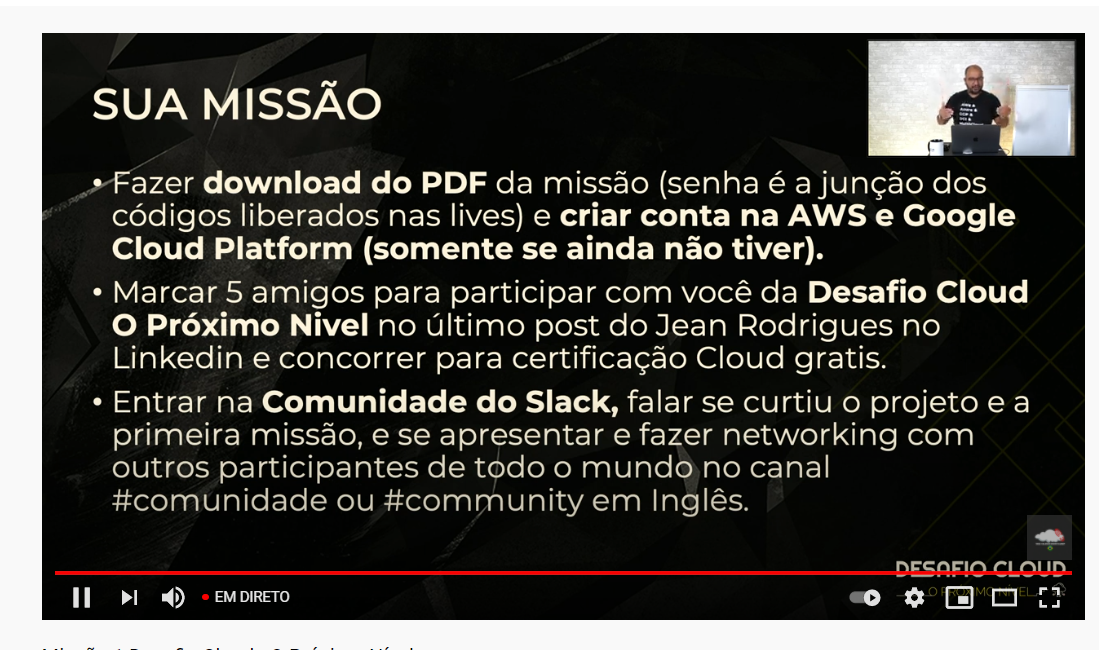 SUA MISSÃO
• Fazer download do PDF da missão (senha é a junção dos
códigos liberados nas lives) e criar conta na AWS e Google
Cloud Platform (somente se ainda não tiver).
• Marcar 5 amigos para participar com você da Desafio Cloud
O Próximo Nivel no último post do Jean Rodrigues no
Linkedin e concorrer para certificação Cloud gratis.
• Entrar na Comunidade do Slack, falar se curtiu o projeto e a
primeira missão, e se apresentar e fazer networking com
outros participantes de todo o mundo no canal
#comunidade ou #community em Inglês.
DESAFIO CLOUD
O PRÓXIMO NÍVEL
EM DIRETO